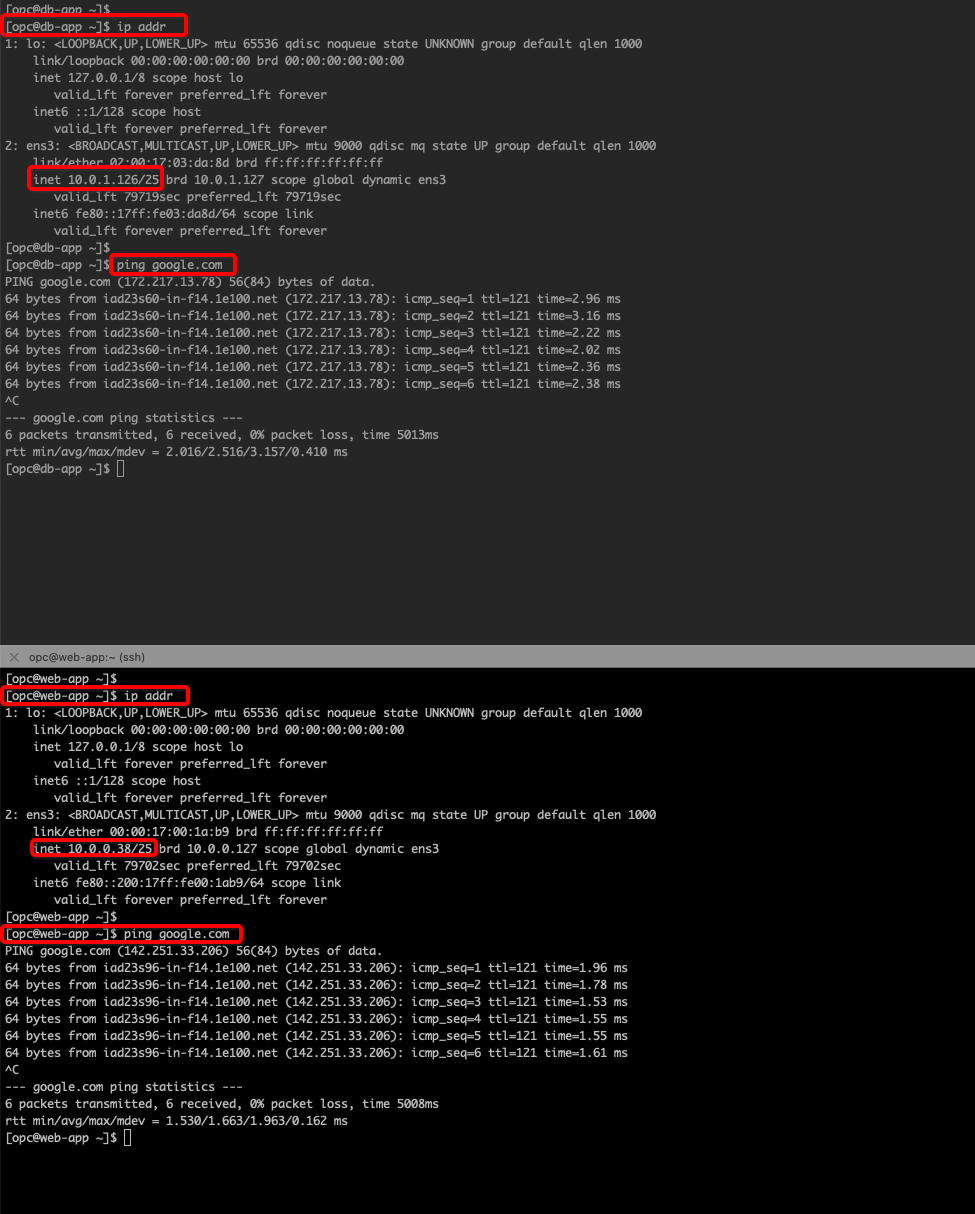 [opc@db-app ~]$
[opc@db-app ~]$ ip addr
1: lo: <LOOPBACK,UP,LOWER_UP> mtu 65536 qdisc noqueue state UNKNOWN group default qlen 1000
    link/loopback 00:00:00:00:00:00 brd 00:00:00:00:00:00
    inet 127.0.0.1/8 scope host lo
       valid_lft forever preferred_lft forever
    inet6 ::1/128 scope host
       valid_lft forever preferred_lft forever
2: ens3: <BROADCAST,MULTICAST,UP,LOWER_UP> mtu 9000 qdisc mq state UP group default qlen 1000
    link/ether 02:00:17:03:da:8d brd ff:ff:ff:ff:ff:ff
    inet 10.0.1.126/25 brd 10.0.1.127 scope global dynamic ens3
       valid_lft 79719sec preferred_lft 79719sec
    inet6 fe80::17ff:fe03:da8d/64 scope link
       valid_lft forever preferred_lft forever
[opc@db-app ~]$
[opc@db-app ~]$ ping google.com
PING google.com (172.217.13.78) 56(84) bytes of data.
64 bytes from iad23s60-in-f14.1e100.net (172.217.13.78): icmp_seq=1 ttl=121 time=2.96 ms
64 bytes from iad23s60-in-f14.1e100.net (172.217.13.78): icmp_seq=2 ttl=121 time=3.16 ms
64 bytes from iad23s60-in-f14.1e100.net (172.217.13.78): icmp_seq=3 ttl=121 time=2.22 ms
64 bytes from iad23s60-in-f14.1e100.net (172.217.13.78): icmp_seq=4 ttl=121 time=2.02 ms
64 bytes from iad23s60-in-f14.1e100.net (172.217.13.78): icmp_seq=5 ttl=121 time=2.36 ms
64 bytes from iad23s60-in-f14.1e100.net (172.217.13.78): icmp_seq=6 ttl=121 time=2.38 ms
^C
--- google.com ping statistics ---
6 packets transmitted, 6 received, 0% packet loss, time 5013ms
rtt min/avg/max/mdev = 2.016/2.516/3.157/0.410 ms
[opc@db-app ~]$
opc@web-app:~ (ssh)
[opc@web-app ~]$
[opc@web-app ~]$ ip addr
1: lo: <LOOPBACK,UP,LOWER_UP> mtu 65536 qdisc noqueue state UNKNOWN group default qlen 1000
    link/loopback 00:00:00:00:00:00 brd 00:00:00:00:00:00
    inet 127.0.0.1/8 scope host lo
       valid_lft forever preferred_lft forever
    inet6 ::1/128 scope host
       valid_lft forever preferred_lft forever
2: ens3: <BROADCAST,MULTICAST,UP,LOWER_UP> mtu 9000 qdisc mq state UP group default qlen 1000
    link/ether 00:00:17:00:1a:b9 brd ff:ff:ff:ff:ff:ff
    inet 10.0.0.38/25 brd 10.0.0.127 scope global dynamic ens3
       valid_lft 79702sec preferred_lft 79702sec
    inet6 fe80::200:17ff:fe00:1ab9/64 scope link
       valid_lft forever preferred_lft forever
[opc@web-app ~]$
[opc@web-app ~]$ ping google.com
PING google.com (142.251.33.206) 56(84) bytes of data.
64 bytes from iad23s96-in-f14.1e100.net (142.251.33.206): icmp_seq=1 ttl=121 time=1.96 ms
64 bytes from iad23s96-in-f14.1e100.net (142.251.33.206): icmp_seq=2 ttl=121 time=1.78 ms
64 bytes from iad23s96-in-f14.1e100.net (142.251.33.206): icmp_seq=3 ttl=121 time=1.53 ms
64 bytes from iad23s96-in-f14.1e100.net (142.251.33.206): icmp_seq=4 ttl=121 time=1.55 ms
64 bytes from iad23s96-in-f14.1e100.net (142.251.33.206): icmp_seq=5 ttl=121 time=1.55 ms
64 bytes from iad23s96-in-f14.1e100.net (142.251.33.206): icmp_seq=6 ttl=121 time=1.61 ms
^C
--- google.com ping statistics ---
6 packets transmitted, 6 received, 0% packet loss, time 5008ms
rtt min/avg/max/mdev = 1.530/1.663/1.963/0.162 ms
[opc@web-app ~]$